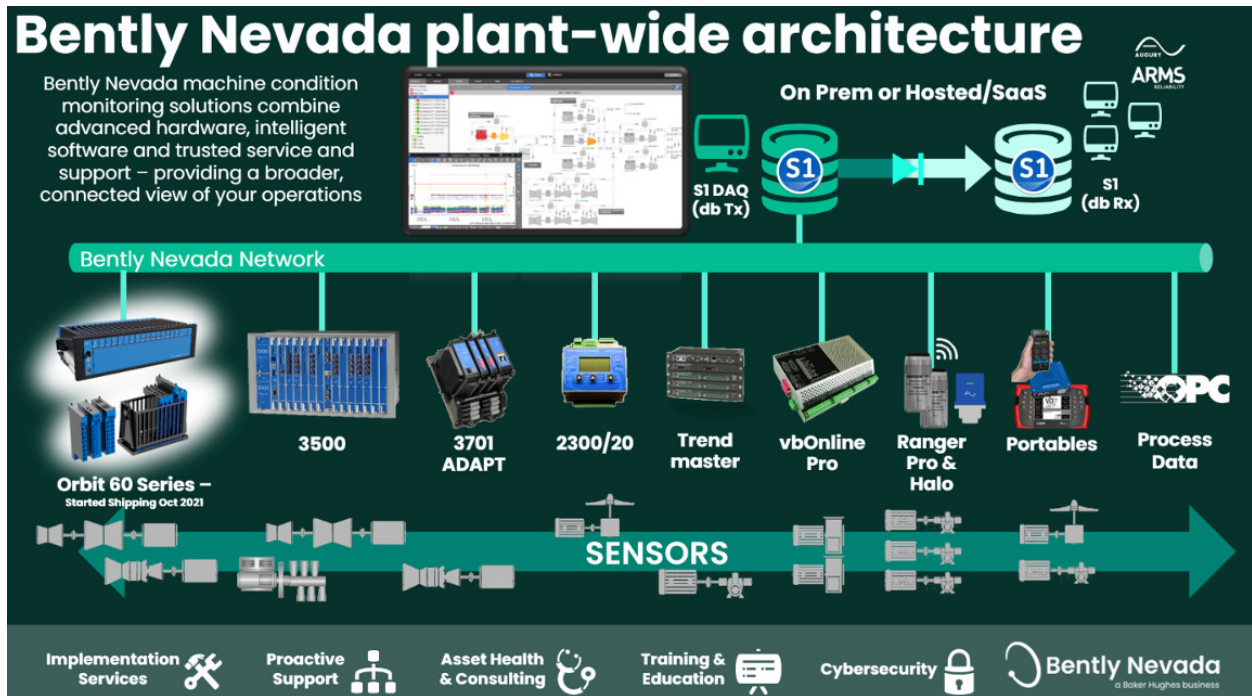 Bently Nevada plant-wide architecture
AUGURY
ARMS
RELIABILITY
Bently Nevada machine condition
monitoring solutions combine
advanced hardware, intelligent
software and trusted service and
support – providing a broader,
connected view of your operations
On Prem or Hosted/SaaS
S1
S1
S1 DAQ
(db Tx)
S1
(db Rx)
Bently Nevada Network
Orbit 60 Series –
Started Shipping Oct 2021
3500
3701
ADAPT
2300/20
Trend
master
vbOnline
Pro
Ranger
Pro &
Halo
Portables
OPC
Process
Data
SENSORS
Implementation
Services
Proactive
Support
Asset Health
& Consulting
Training &
Education
Cybersecurity
Bently Nevada
a Baker Hughes business